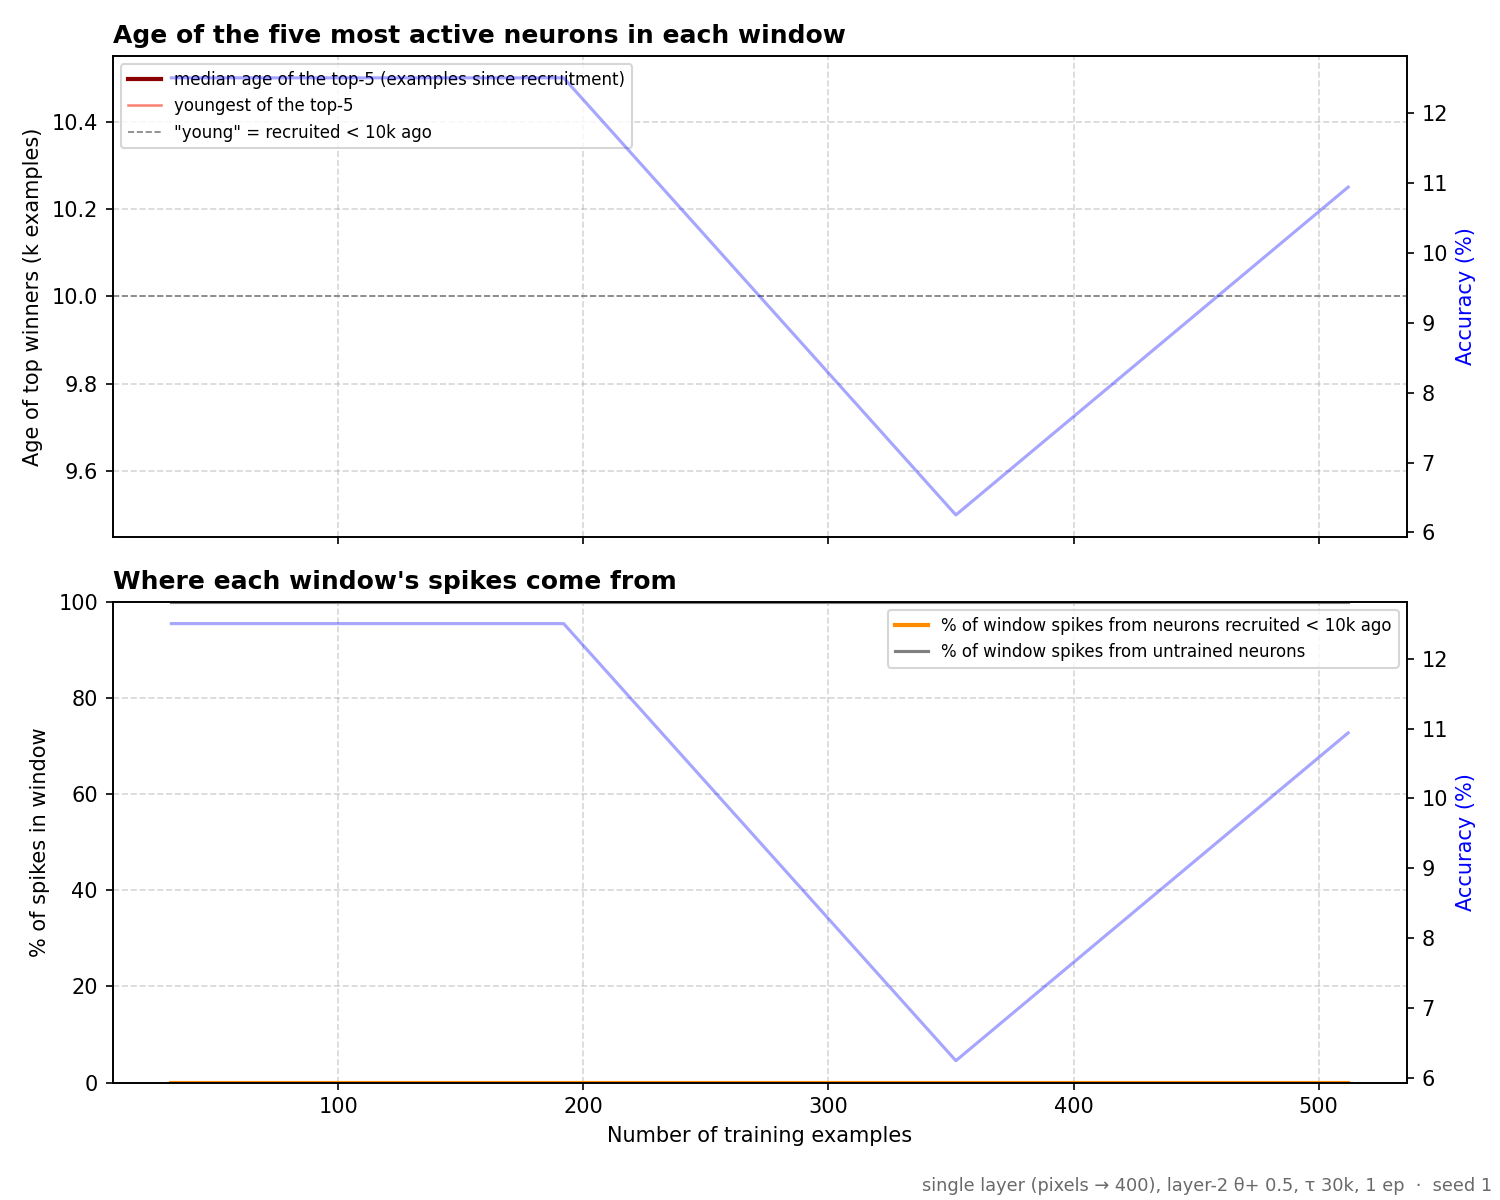 Age of the five most active neurons in each window
median age of the top-5 (examples since recruitment)
youngest of the top-5
"young" = recruited < 10k ago
Age of top winners (k examples)
10.4
10.2
10.0
9.8
9.6
12
11
10
9
8
7
6
Accuracy (%)
Where each window's spikes come from
% of window spikes from neurons recruited < 10k ago
% of window spikes from untrained neurons
% of spikes in window
100
80
60
40
20
0
12
11
10
9
8
7
6
Accuracy (%)
100 200 300 400 500
Number of training examples
single layer (pixels → 400), layer-2 θ+ 0.5, τ 30k, 1 ep · seed 1